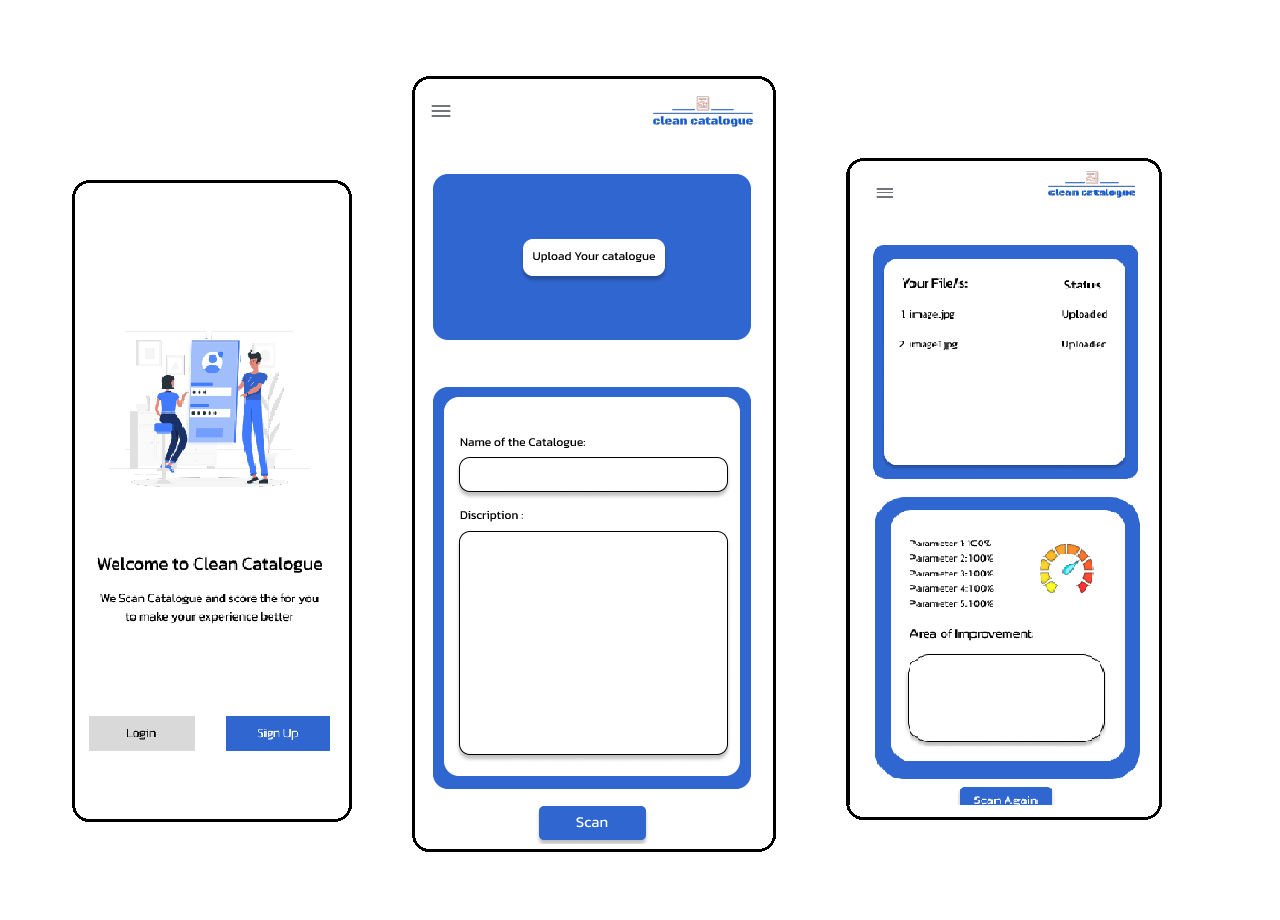 Welcome to Clean Catalogue
We Scan Catalogue and score the for you
to make your experience better
Login
Sign Up
clean catalogue
Upload Your catalogue
Name of the Catalogue:
Discription :
Scan
clean catalogue
Your File/s:
Status
1. image.jpg
Uploaded
2. image1.jpg
Uploaded
Parameter 1: 100%
Parameter 2: 100%
Parameter 3: 100%
Parameter 4: 100%
Parameter 5: 100%
Area of Improvement
Scan Again